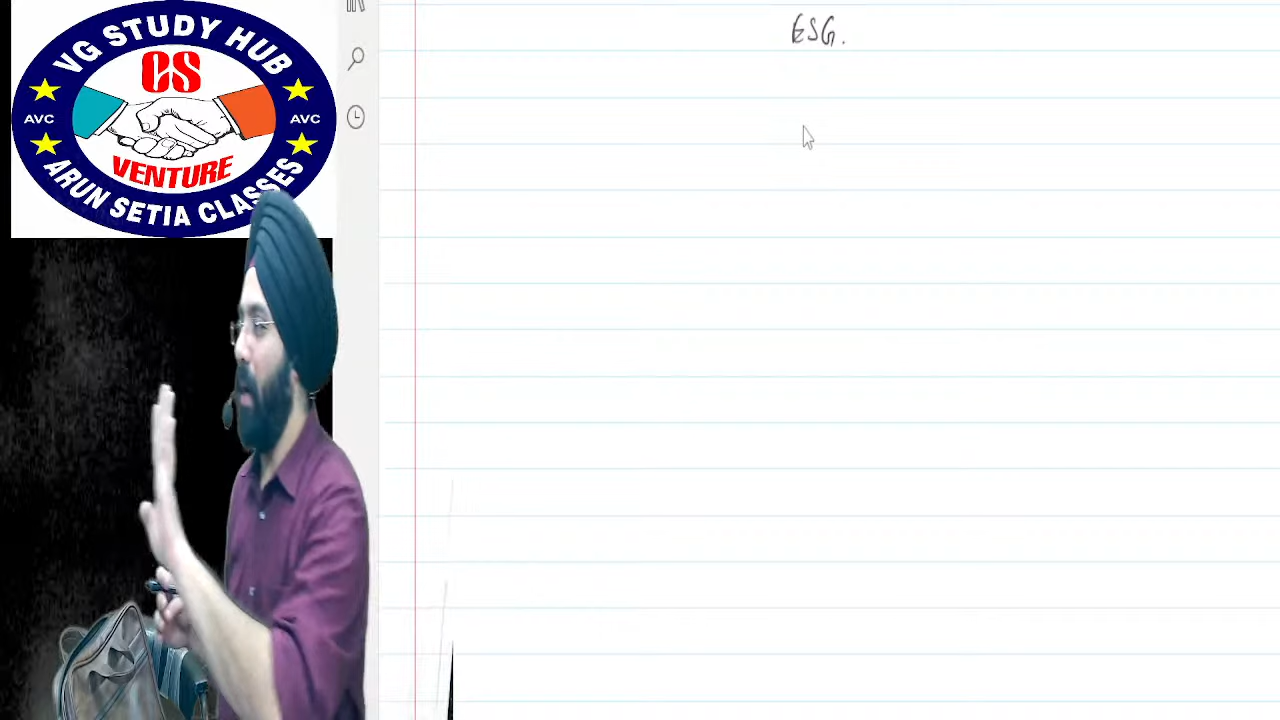 VG STUDY HUB
CS
AVC
AVC
VENTURE
ARUN SETIA CLASSES
ESG.